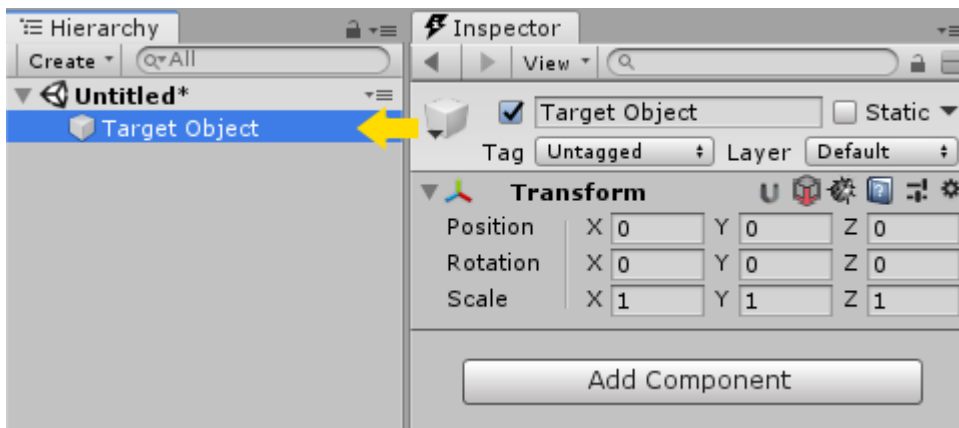 Hierarchy
Create All
Untitled*
Target Object
Inspector
View
Target Object Static
Tag Untagged Layer Default
Transform
Position X 0 Y 0 Z 0
Rotation X 0 Y 0 Z 0
Scale X 1 Y 1 Z 1
Add Component